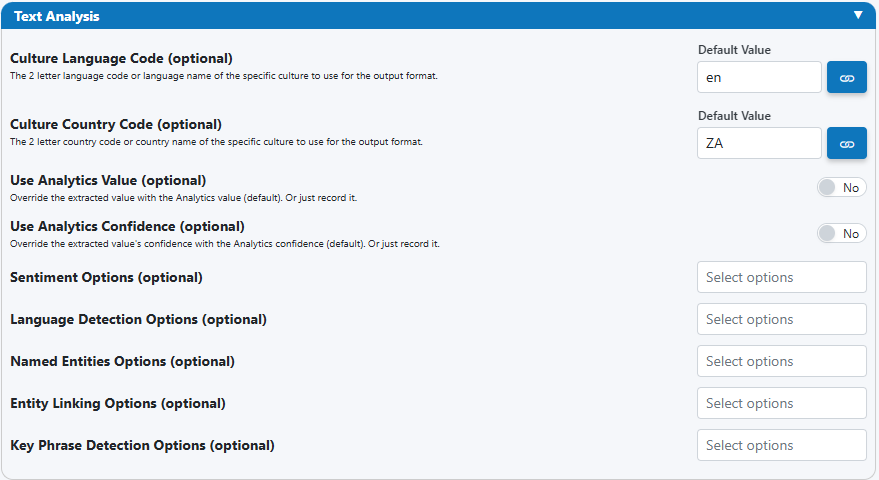 Text Analysis
Culture Language Code (optional)
The 2 letter language code or language name of the specific culture to use for the output format.
Default Value
en
Culture Country Code (optional)
The 2 letter country code or country name of the specific culture to use for the output format.
Default Value
ZA
Use Analytics Value (optional)
Override the extracted value with the Analytics value (default). Or just record it.
No
Use Analytics Confidence (optional)
Override the extracted value's confidence with the Analytics confidence (default). Or just record it.
No
Sentiment Options (optional)
Select options
Language Detection Options (optional)
Select options
Named Entities Options (optional)
Select options
Entity Linking Options (optional)
Select options
Key Phrase Detection Options (optional)
Select options